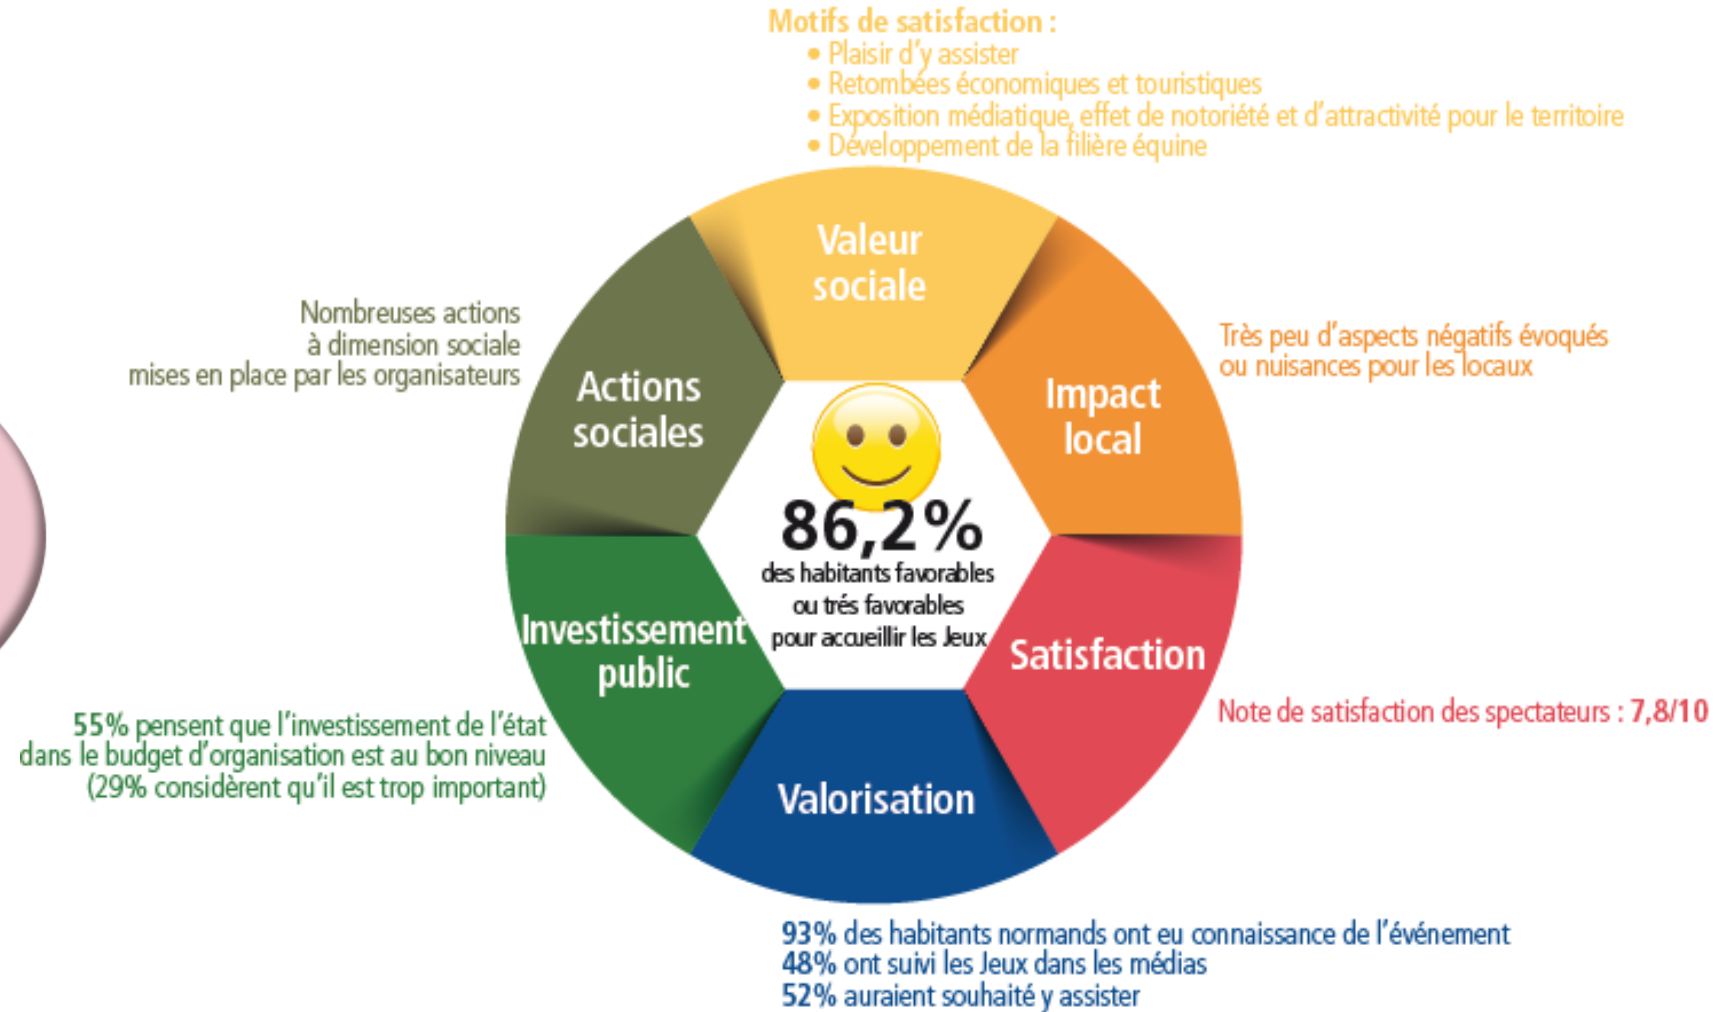 Motifs de satisfaction :
• Plaisir d'y assister
• Retombées économiques et touristiques
• Exposition médiatique, effet de notoriété et d'attractivité pour le territoire
• Développement de la filière équine
Valeur
sociale
Nombreuses actions
à dimension sociale
mises en place par les organisateurs
Actions
sociales
Impact
local
Très peu d'aspects négatifs évoqués
ou nuisances pour les locaux
86,2%
des habitants favorables
ou trés favorables
pour accueillir les Jeux
Investissement
public
55% pensent que l'investissement de l'état
dans le budget d'organisation est au bon niveau
(29% considèrent qu'il est trop important)
Satisfaction
Note de satisfaction des spectateurs : 7,8/10
Valorisation
93% des habitants normands ont eu connaissance de l'événement
48% ont suivi les Jeux dans les médias
52% auraient souhaité y assister